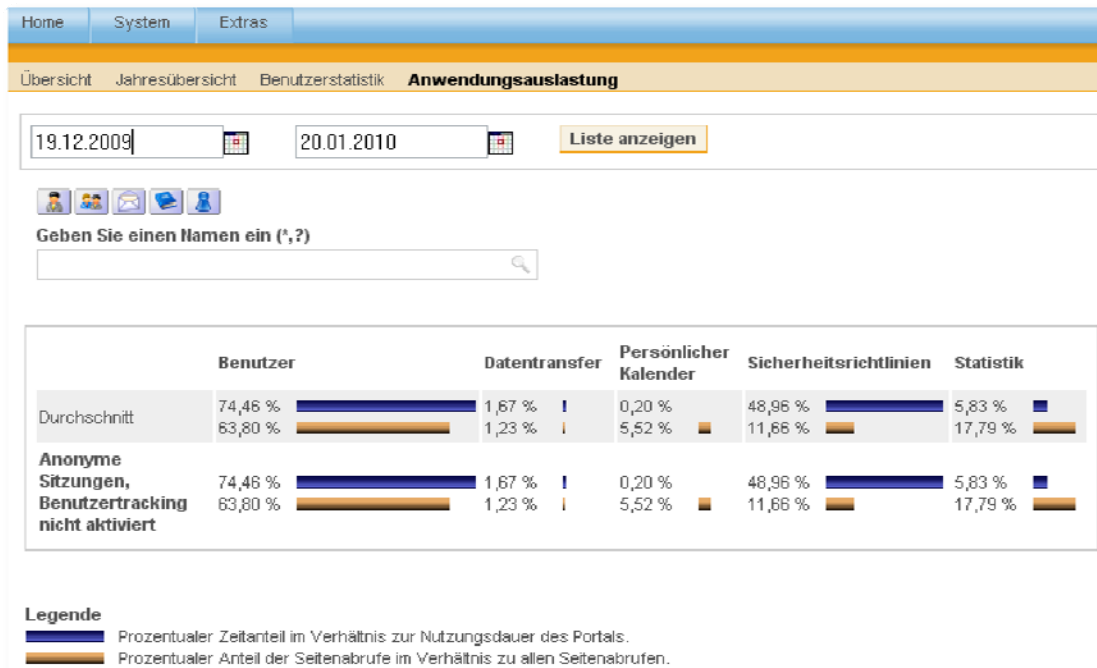 Home System Extras
Übersicht Jahresübersicht Benutzerstatistik Anwendungsauslastung
19.12.2009 20.01.2010 Liste anzeigen
Geben Sie einen Namen ein (*,?)
Benutzer Datentransfer Persönlicher Kalender Sicherheitsrichtlinien Statistik
Durchschnitt
74,46 % 1,67 % 0,20 % 48,96 % 5,83 %
63,80 % 1,23 % 5,52 % 11,66 % 17,79 %
Anonyme
Sitzungen,
Benutzertracking
nicht aktiviert
74,46 % 1,67 % 0,20 % 48,96 % 5,83 %
63,80 % 1,23 % 5,52 % 11,66 % 17,79 %
Legende
Prozentualer Zeitanteil im Verhältnis zur Nutzungsdauer des Portals.
Prozentualer Anteil der Seitenabrufe im Verhältnis zu allen Seitenabrufen.